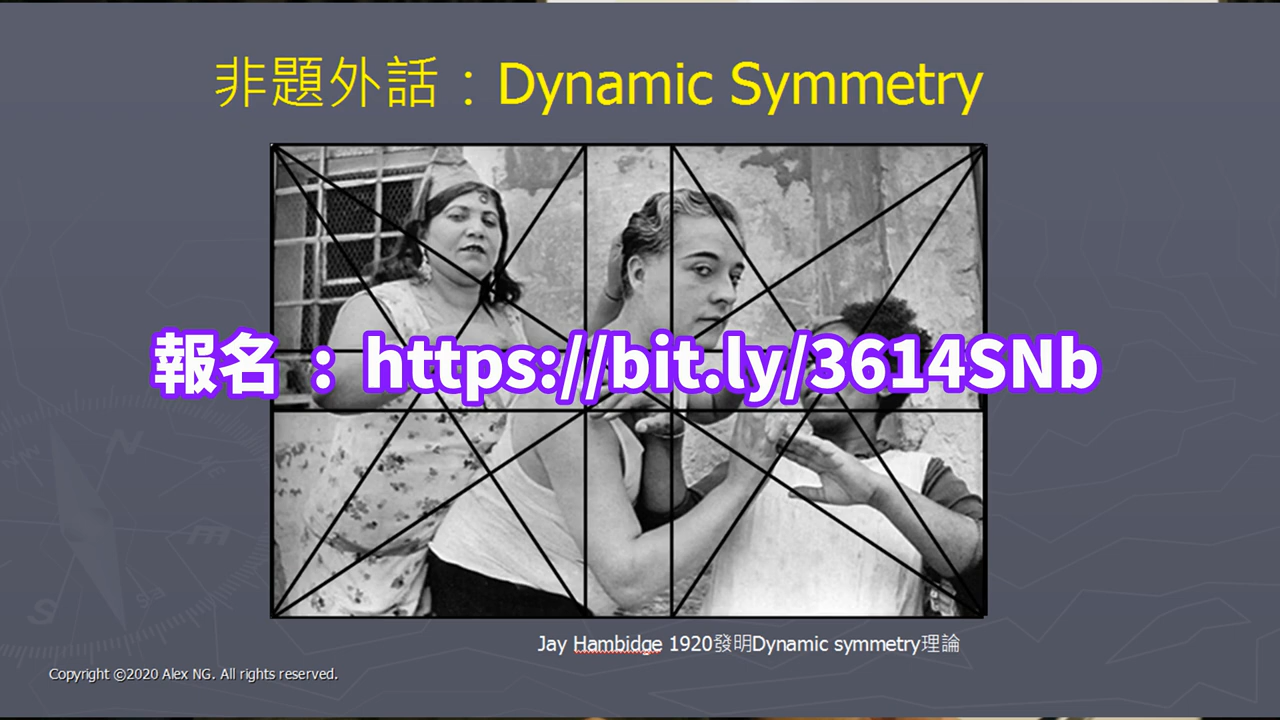 非題外話：Dynamic Symmetry
報名 : https://bit.ly/3614SNb
Jay Hambidge 1920發明Dynamic symmetry理論
Copyright ©2020 Alex NG. All rights reserved.
N
E
S
SE